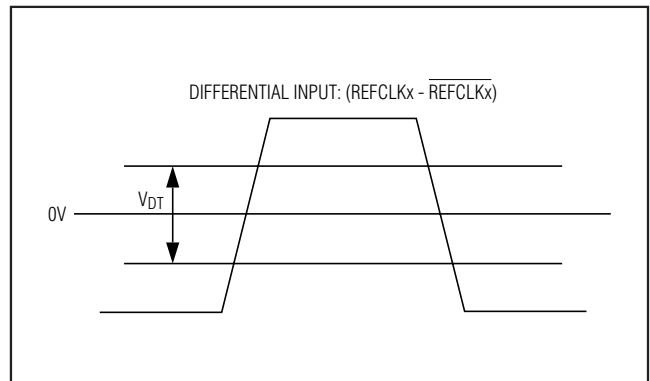 DIFFERENTIAL INPUT: (REFCLKx - REFCLKx)
VDT
0V